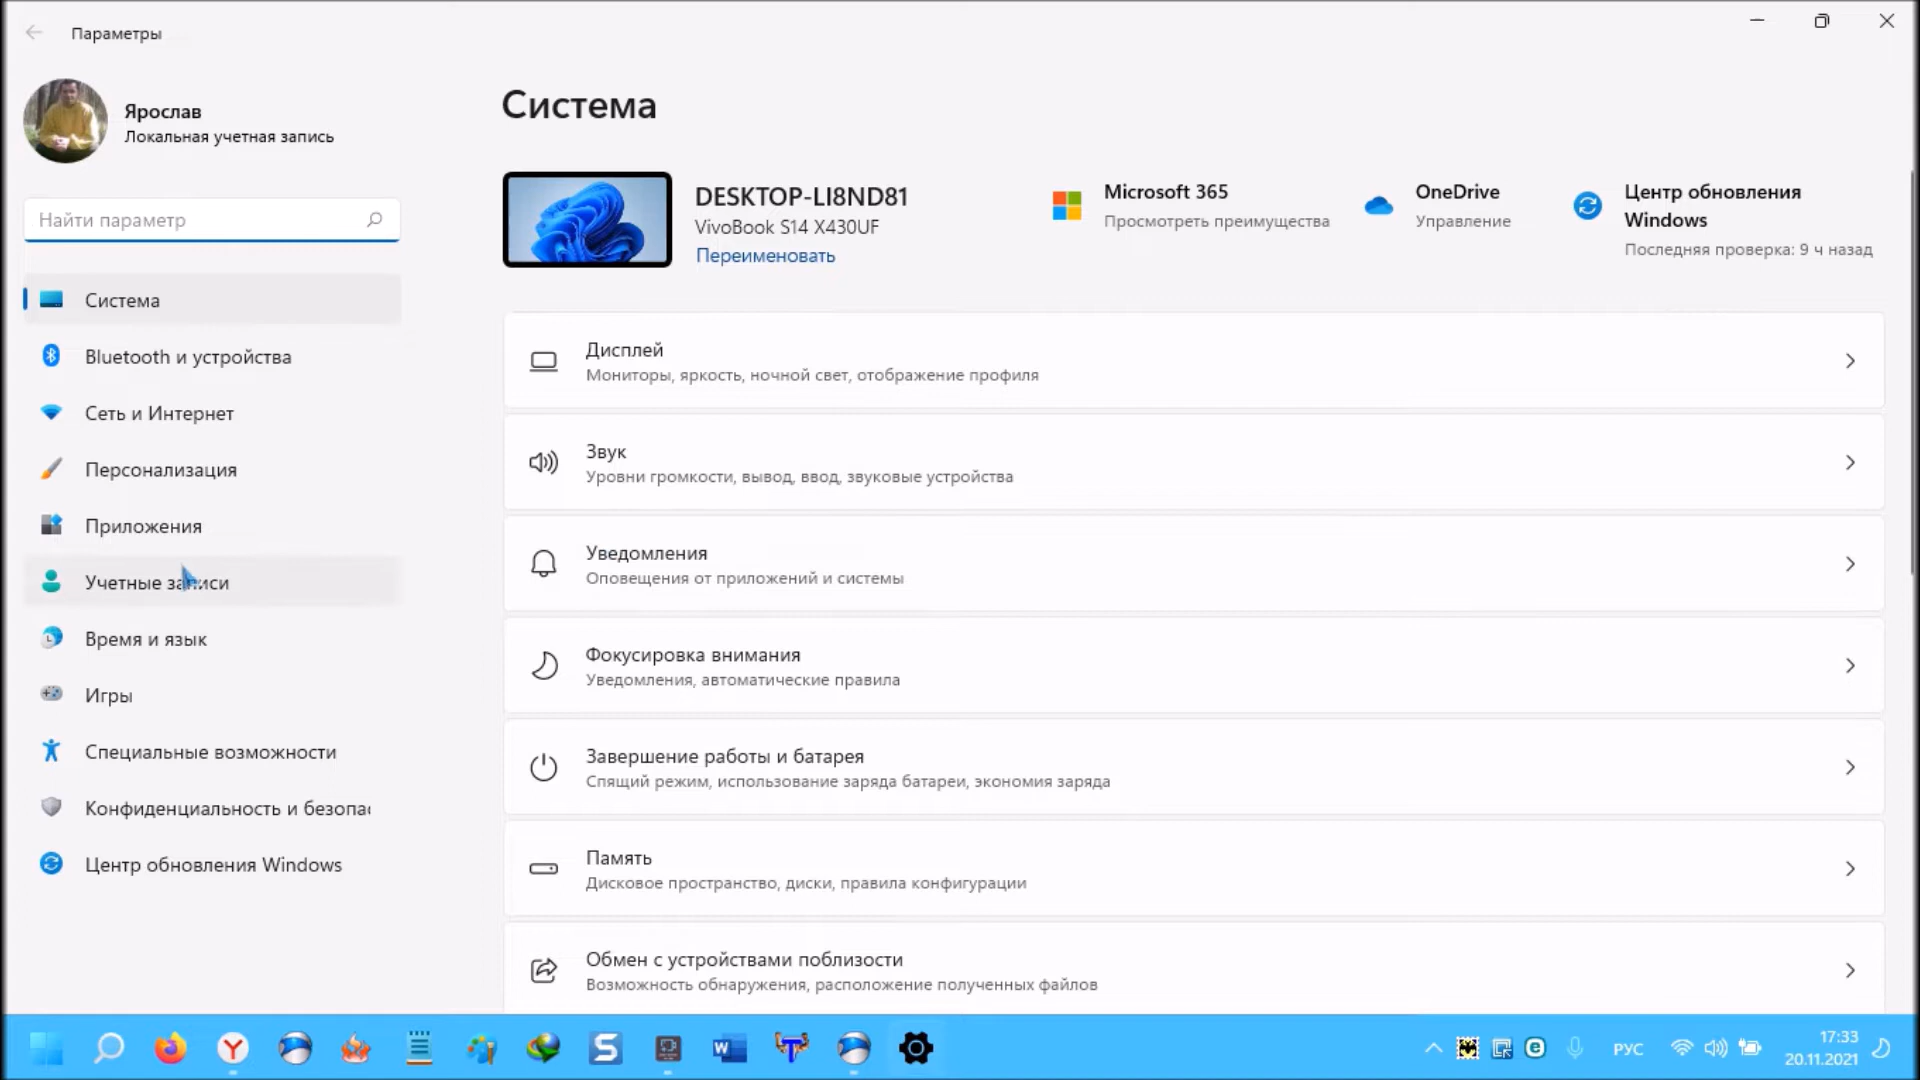 Параметры
Ярослав
Локальная учетная запись
Найти параметр
Система
Bluetooth и устройства
Сеть и Интернет
Персонализация
Приложения
Учетные записи
Время и язык
Игры
Специальные возможности
Конфиденциальность и безопас
Центр обновления Windows
Система
DESKTOP-LI8ND81
VivoBook S14 X430UF
Переименовать
Microsoft 365
Просмотреть преимущества
OneDrive
Управление
Центр обновления
Windows
Последняя проверка: 9 ч назад
Дисплей
Мониторы, яркость, ночной свет, отображение профиля
Звук
Уровни громкости, вывод, ввод, звуковые устройства
Уведомления
Оповещения от приложений и системы
Фокусировка внимания
Уведомления, автоматические правила
Завершение работы и батарея
Спящий режим, использование заряда батареи, экономия заряда
Память
Дисковое пространство, диски, правила конфигурации
Обмен с устройствами поблизости
Возможность обнаружения, расположение полученных файлов
РУС
17:33
20.11.2021